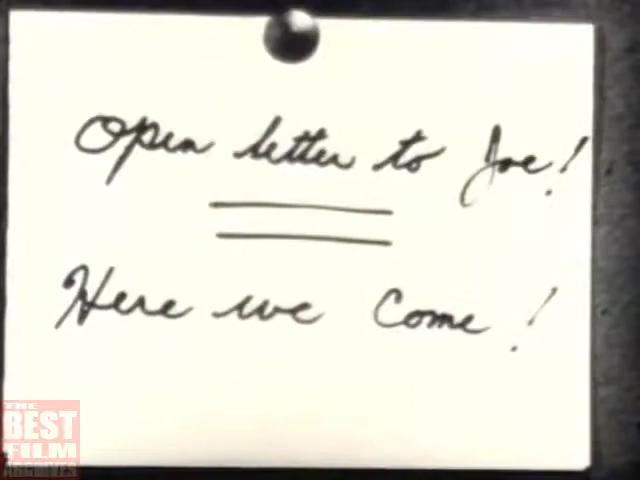 Open letter to Joe!
Here we come!
THE
BEST
FILM
ARCHIVES